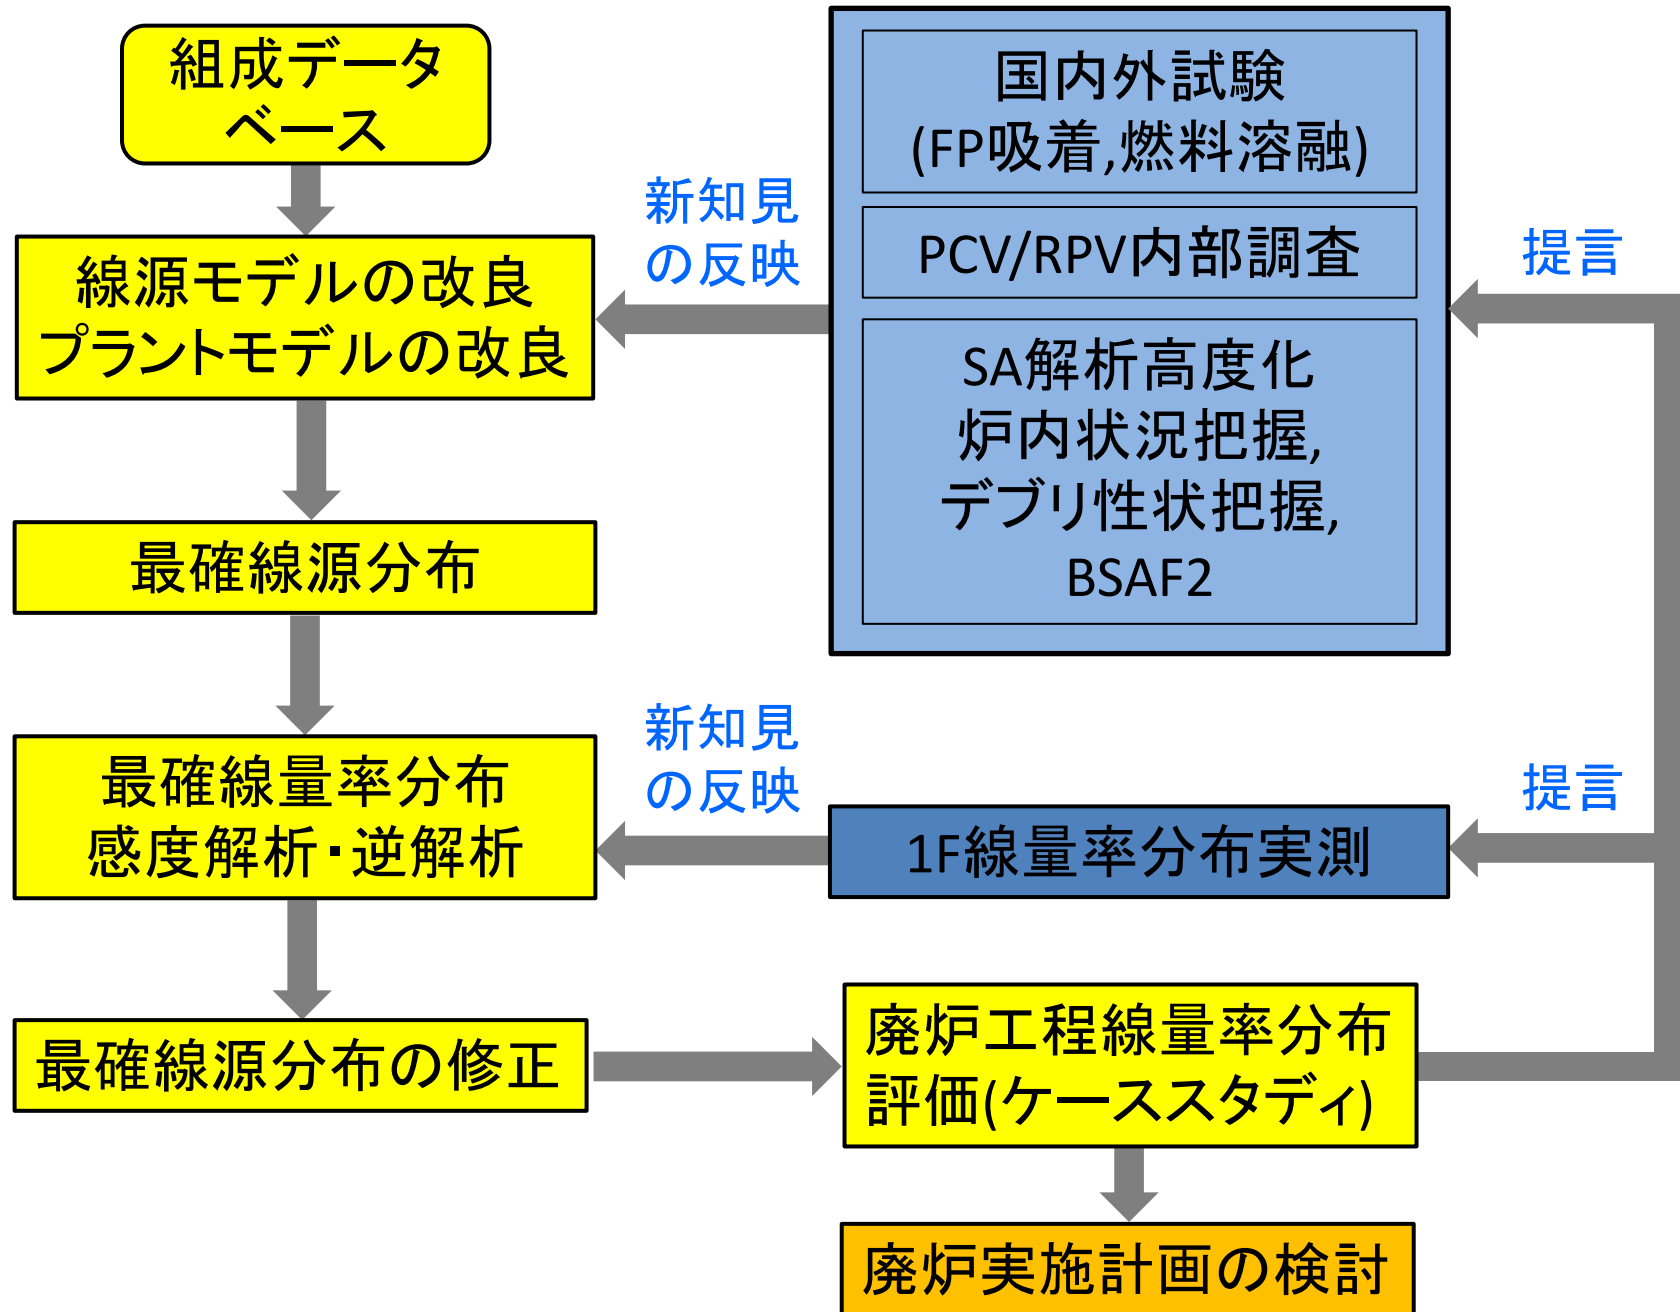 組成データ
ベース
線源モデルの改良
プラントモデルの改良
最確線源分布
最確線量率分布
感度解析・逆解析
最確線源分布の修正
新知見
の反映
国内外試験
(FP吸着,燃料溶融)
PCV/RPV内部調査
SA解析高度化
炉内状況把握,
デブリ性状把握,
BSAF2
提言
新知見
の反映
1F線量率分布実測
提言
廃炉工程線量率分布
評価(ケーススタディ)
廃炉実施計画の検討